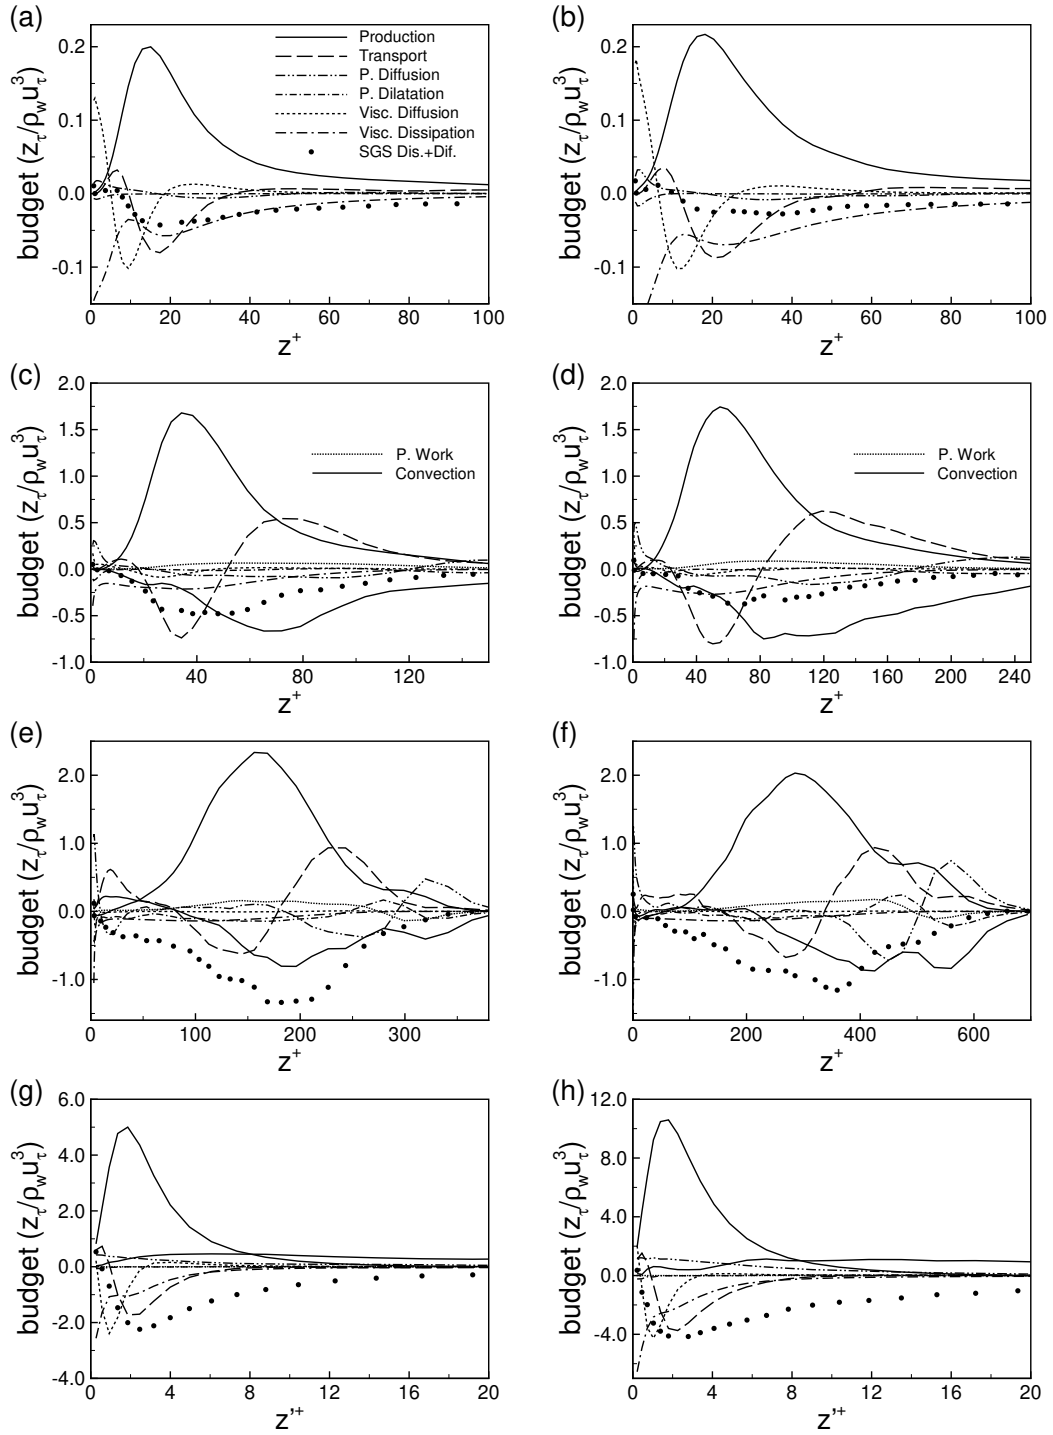 (a)
budget (z_τ/ρ_w u_τ^3)
0.2
0.1
0.0
-0.1
Production
Transport
P. Diffusion
P. Dilatation
Visc. Diffusion
Visc. Dissipation
SGS Dis.+Dif.
0 20 40 60 80 100
z^+
(b)
budget (z_τ/ρ_w u_τ^3)
0.2
0.1
0.0
-0.1
0 20 40 60 80 100
z^+
(c)
budget (z_τ/ρ_w u_τ^3)
2.0
1.5
1.0
0.5
0.0
-0.5
-1.0
P. Work
Convection
0 40 80 120
z^+
(d)
budget (z_τ/ρ_w u_τ^3)
2.0
1.5
1.0
0.5
0.0
-0.5
-1.0
P. Work
Convection
0 40 80 120 160 200 240
z^+
(e)
budget (z_τ/ρ_w u_τ^3)
2.0
1.0
0.0
-1.0
0 100 200 300
z^+
(f)
budget (z_τ/ρ_w u_τ^3)
2.0
1.0
0.0
-1.0
0 200 400 600
z^+
(g)
budget (z_τ/ρ_w u_τ^3)
6.0
4.0
2.0
0.0
-2.0
-4.0
0 4 8 12 16 20
z'^+
(h)
budget (z_τ/ρ_w u_τ^3)
12.0
8.0
4.0
0.0
-4.0
0 4 8 12 16 20
z'^+